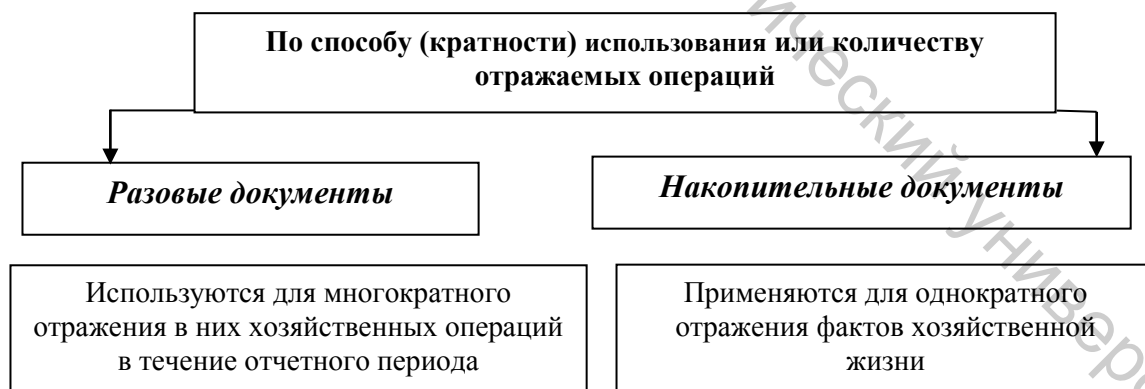 По способу (кратности) использования или количеству
отражаемых операций
Разовые документы
Накопительные документы
Используются для многократного
отражения в них хозяйственных операций
в течение отчетного периода
Применяются для однократного
отражения фактов хозяйственной
жизни